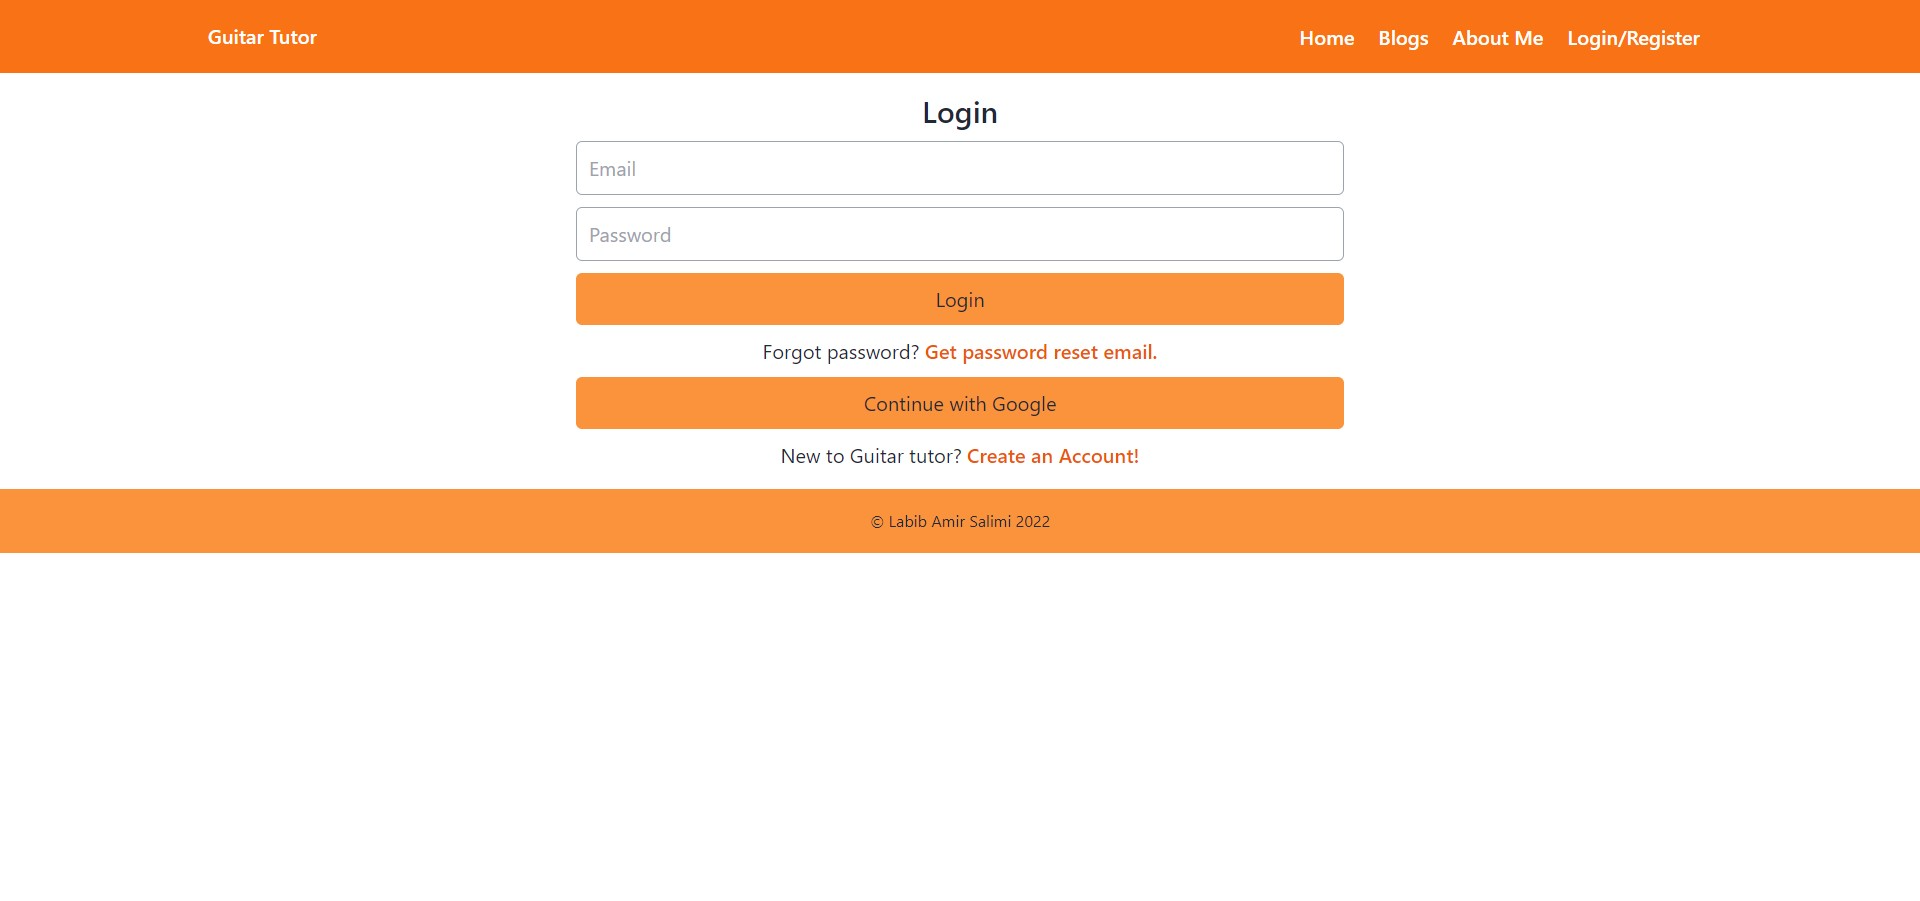 Guitar Tutor
Home Blogs About Me Login/Register
Login
Email
Password
Login
Forgot password? Get password reset email.
Continue with Google
New to Guitar tutor? Create an Account!
© Labib Amir Salimi 2022